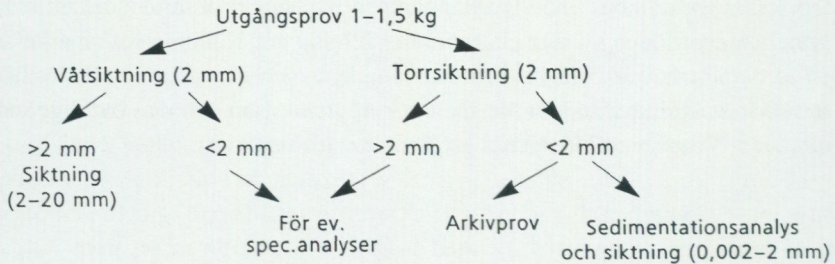 Utgångsprov 1–1,5 kg
Våtsiktning (2 mm)
Torrsiktning (2 mm)
>2 mm
Siktning
(2–20 mm)
<2 mm
>2 mm
<2 mm
För ev.
spec.analyser
Arkivprov
Sedimentationsanalys
och siktning (0,002–2 mm)